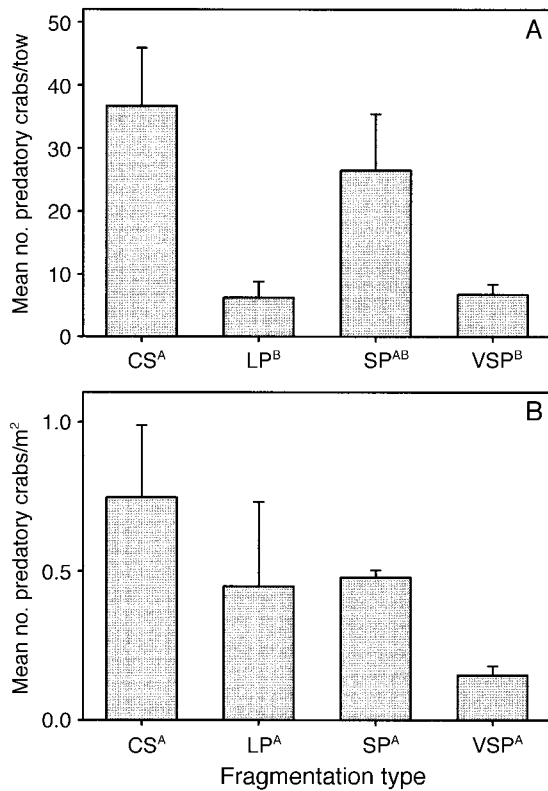 A
Mean no. predatory crabs/tow
50
40
30
20
10
0
CSᴬ LPᴮ SPᴬᴮ VSPᴮ
B
Mean no. predatory crabs/m²
1.0
0.5
0.0
CSᴬ LPᴬ SPᴬ VSPᴬ
Fragmentation type